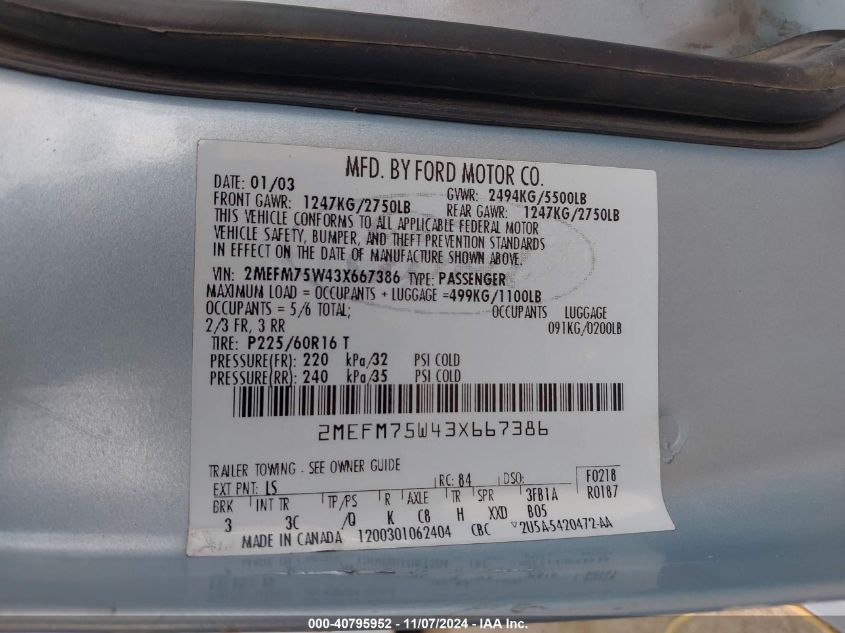 MFD. BY FORD MOTOR CO.
DATE: 01/03 GVWR: 2494KG/5500LB
FRONT GAWR: 1247KG/2750LB REAR GAWR: 1247KG/2750LB
THIS VEHICLE CONFORMS TO ALL APPLICABLE FEDERAL MOTOR
VEHICLE SAFETY, BUMPER, AND THEFT PREVENTION STANDARDS
IN EFFECT ON THE DATE OF MANUFACTURE SHOWN ABOVE.
VIN: 2MEFM75W43X667386 TYPE: PASSENGER
MAXIMUM LOAD = OCCUPANTS + LUGGAGE =499KG/1100LB
OCCUPANTS = 5/6 TOTAL; OCCUPANTS LUGGAGE
2/3 FR, 3 RR 091KG/0200LB
TIRE: P225/60R16 T
PRESSURE(FR): 220 kPa/32 PSI COLD
PRESSURE(RR): 240 kPa/35 PSI COLD
2MEFM75W43X667386
TRAILER TOWING - SEE OWNER GUIDE
EXT PNT: LS RC: 84 DSO: F0218
BRK INT TR TP/PS R AXLE TR SPR 3FB1A R0187
3 3C /Q K C8 H XXD B05
MADE IN CANADA 1200301062404 CBC 2U5A-5420472-AA
000-40795952 - 11/07/2024 - IAA Inc.